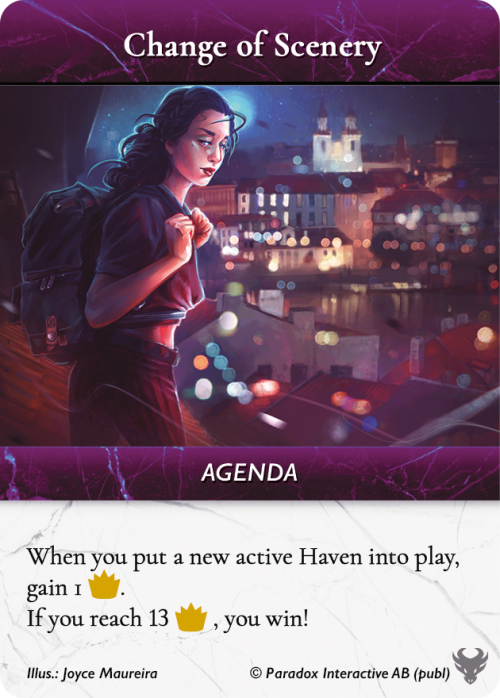 Change of Scenery
AGENDA
When you put a new active Haven into play,
gain 1 .
If you reach 13 , you win!
Illus.: Joyce Maureira © Paradox Interactive AB (publ)